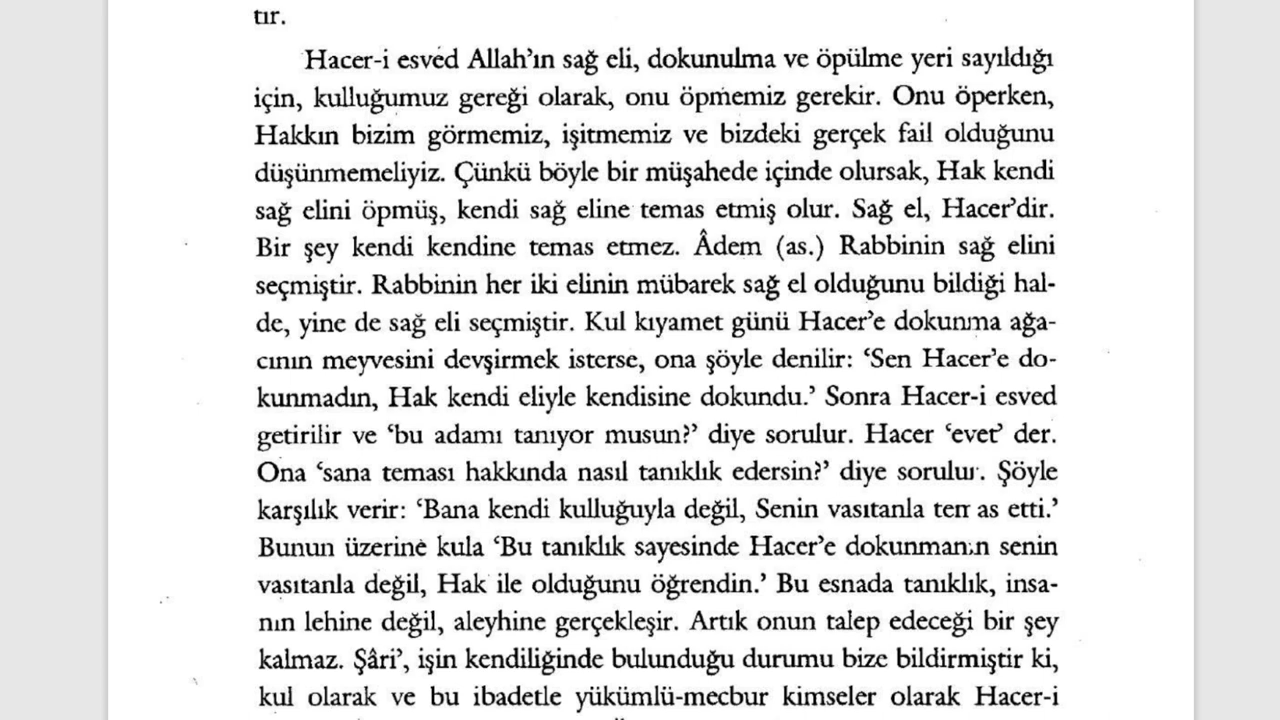 tır.
Hacer-i esved Allah’ın sağ eli, dokunulma ve öpülme yeri sayıldığı
için, kulluğumuz gereği olarak, onu öpmemiz gerekir. Onu öperken,
Hakkın bizim görmemiz, işitmemiz ve bizdeki gerçek fail olduğunu
düşünmemeliyiz. Çünkü böyle bir müşahede içinde olursak, Hak kendi
sağ elini öpmüş, kendi sağ eline temas etmiş olur. Sağ el, Hacer’dir.
Bir şey kendi kendine temas etmez. Âdem (as.) Rabbinin sağ elini
seçmiştir. Rabbinin her iki elinin mübarek sağ el olduğunu bildiği hal-
de, yine de sağ eli seçmiştir. Kul kıyamet günü Hacer’e dokunma ağa-
cının meyvesini devşirmek isterse, ona şöyle denilir: ‘Sen Hacer’e do-
kunmadın, Hak kendi eliyle kendisine dokundu.’ Sonra Hacer-i esved
getirilir ve ‘bu adamı tanıyor musun?’ diye sorulur. Hacer ‘evet’ der.
Ona ‘sana teması hakkında nasıl tanıklık edersin?’ diye sorulur. Şöyle
karşılık verir: ‘Bana kendi kulluğuyla değil, Senin vasıtanla temas etti.’
Bunun üzerine kula ‘Bu tanıklık sayesinde Hacer’e dokunmanın senin
vasıtanla değil, Hak ile olduğunu öğrendin.’ Bu esnada tanıklık, insa-
nın lehine değil, aleyhine gerçekleşir. Artık onun talep edeceği bir şey
kalmaz. Şâri’, işin kendiliğinde bulunduğu durumu bize bildirmiştir ki,
kul olarak ve bu ibadetle yükümlü-mecbur kimseler olarak Hacer-i